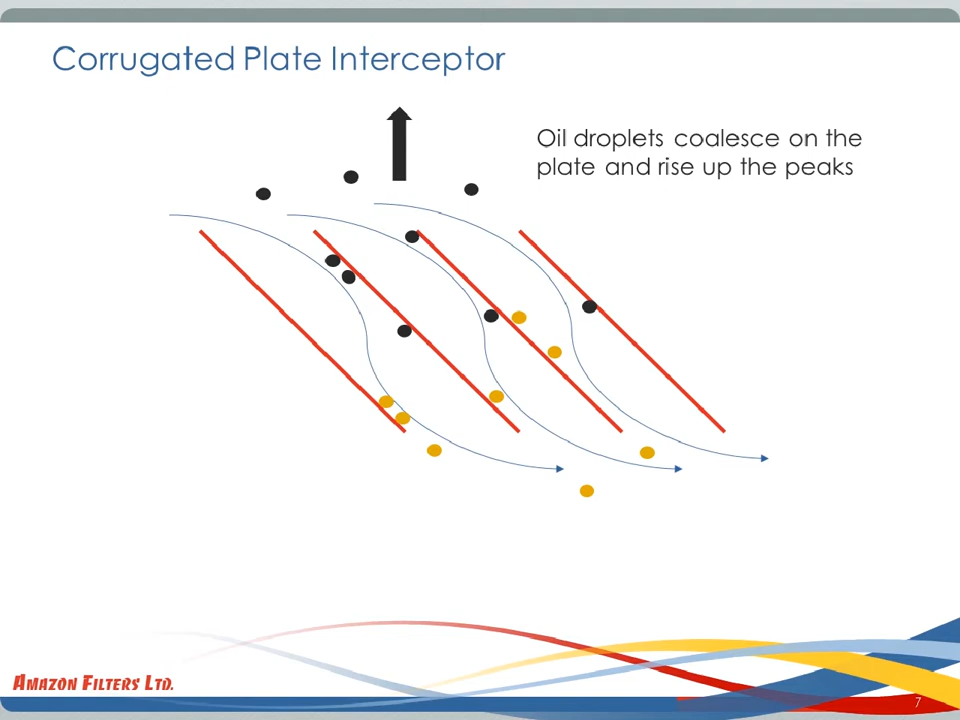 Corrugated Plate Interceptor
Oil droplets coalesce on the
plate and rise up the peaks
AMAZON FILTERS LTD.
7